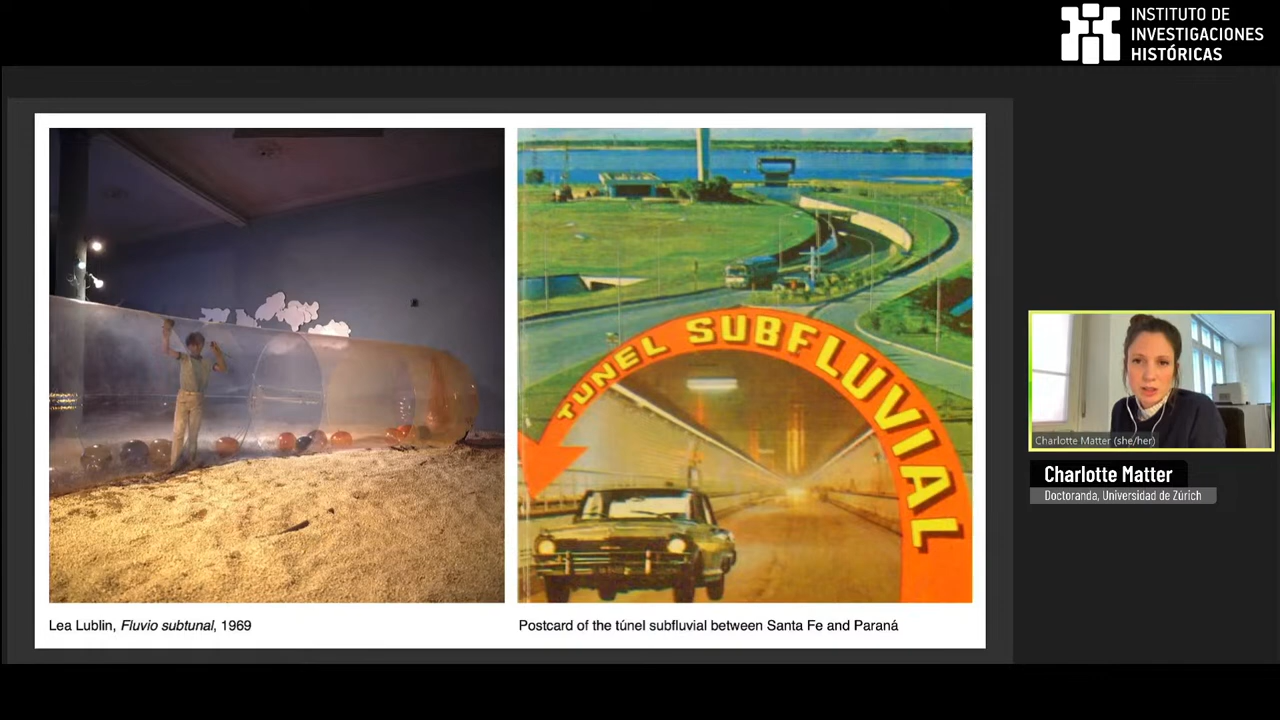 INSTITUTO DE
INVESTIGACIONES
HISTÓRICAS
TUNEL SUBFLUVIAL
Lea Lublin, Fluvio subtunal, 1969
Postcard of the túnel subfluvial between Santa Fe and Paraná
Charlotte Matter (she/her)
Charlotte Matter
Doctoranda, Universidad de Zúrich